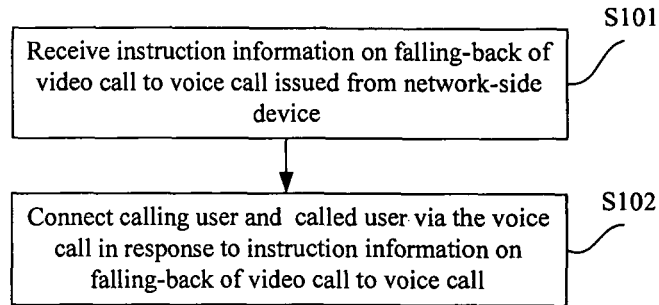 S101
Receive instruction information on falling-back of
video call to voice call issued from network-side
device
S102
Connect calling user and called user via the voice
call in response to instruction information on
falling-back of video call to voice call